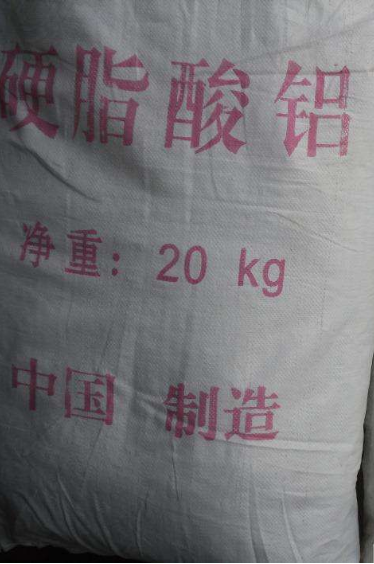 硬脂酸铝
净重：20 kg
中国 制造